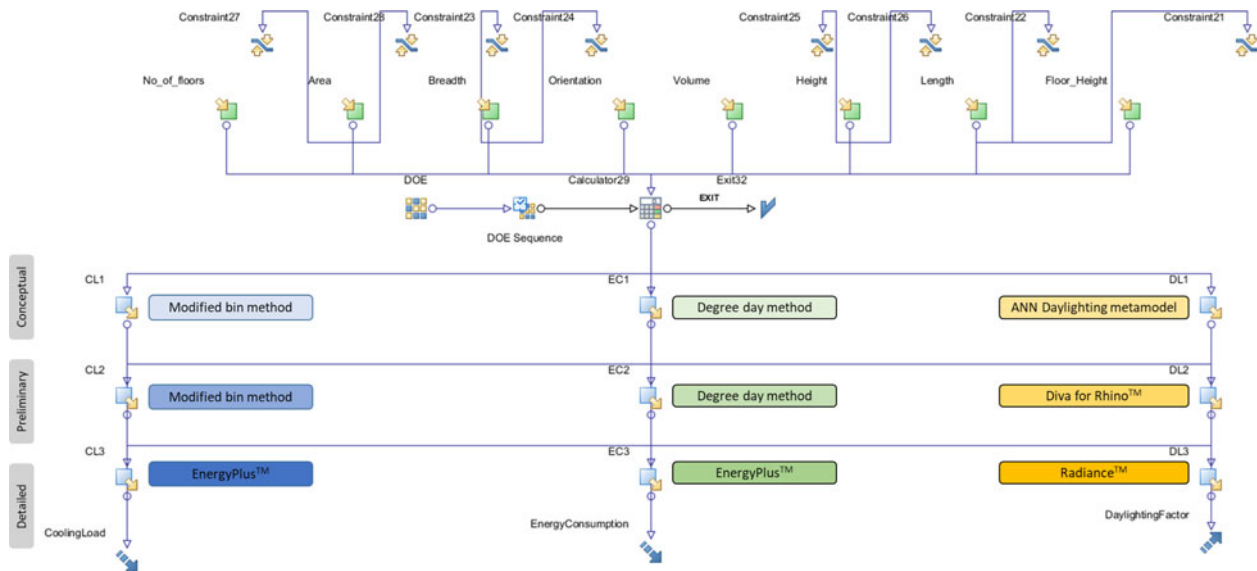 Constraint27
Constraint28
Constraint23
Constraint24
Constraint25
Constraint26
Constraint22
Constraint21
No_of_floors
Area
Breadth
Orientation
Volume
Height
Length
Floor_Height
DOE
Calculator29
Exit32
EXIT
DOE Sequence
Conceptual
CL1
EC1
DL1
Modified bin method
Degree day method
ANN Daylighting metamodel
Preliminary
CL2
EC2
DL2
Modified bin method
Degree day method
Diva for Rhino™
Detailed
CL3
EC3
DL3
EnergyPlus™
EnergyPlus™
Radiance™
CoolingLoad
EnergyConsumption
DaylightingFactor